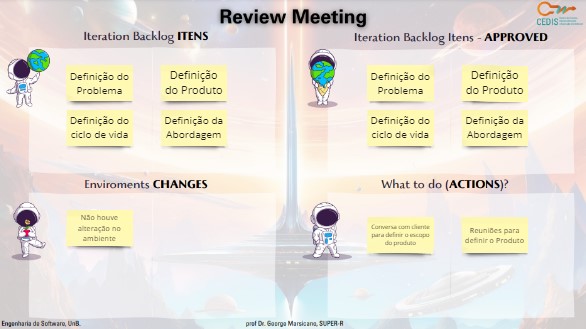 Review Meeting
CEDIS
Iteration Backlog ITENS
Iteration Backlog Itens - APPROVED
Definição do
Problema
Definição
do Produto
Definição do
ciclo de vida
Definição da
Abordagem
Definição do
Problema
Definição
do Produto
Definição do
ciclo de vida
Definição da
Abordagem
Enviroments CHANGES
What to do (ACTIONS)?
Não houve
alteração no
ambiente
Conversa com cliente
para definir o escopo
do produto
Reuniões para
definir o Produto
Engenharia de Software, UnB.
prof Dr. George Marsicano, SUPER-R